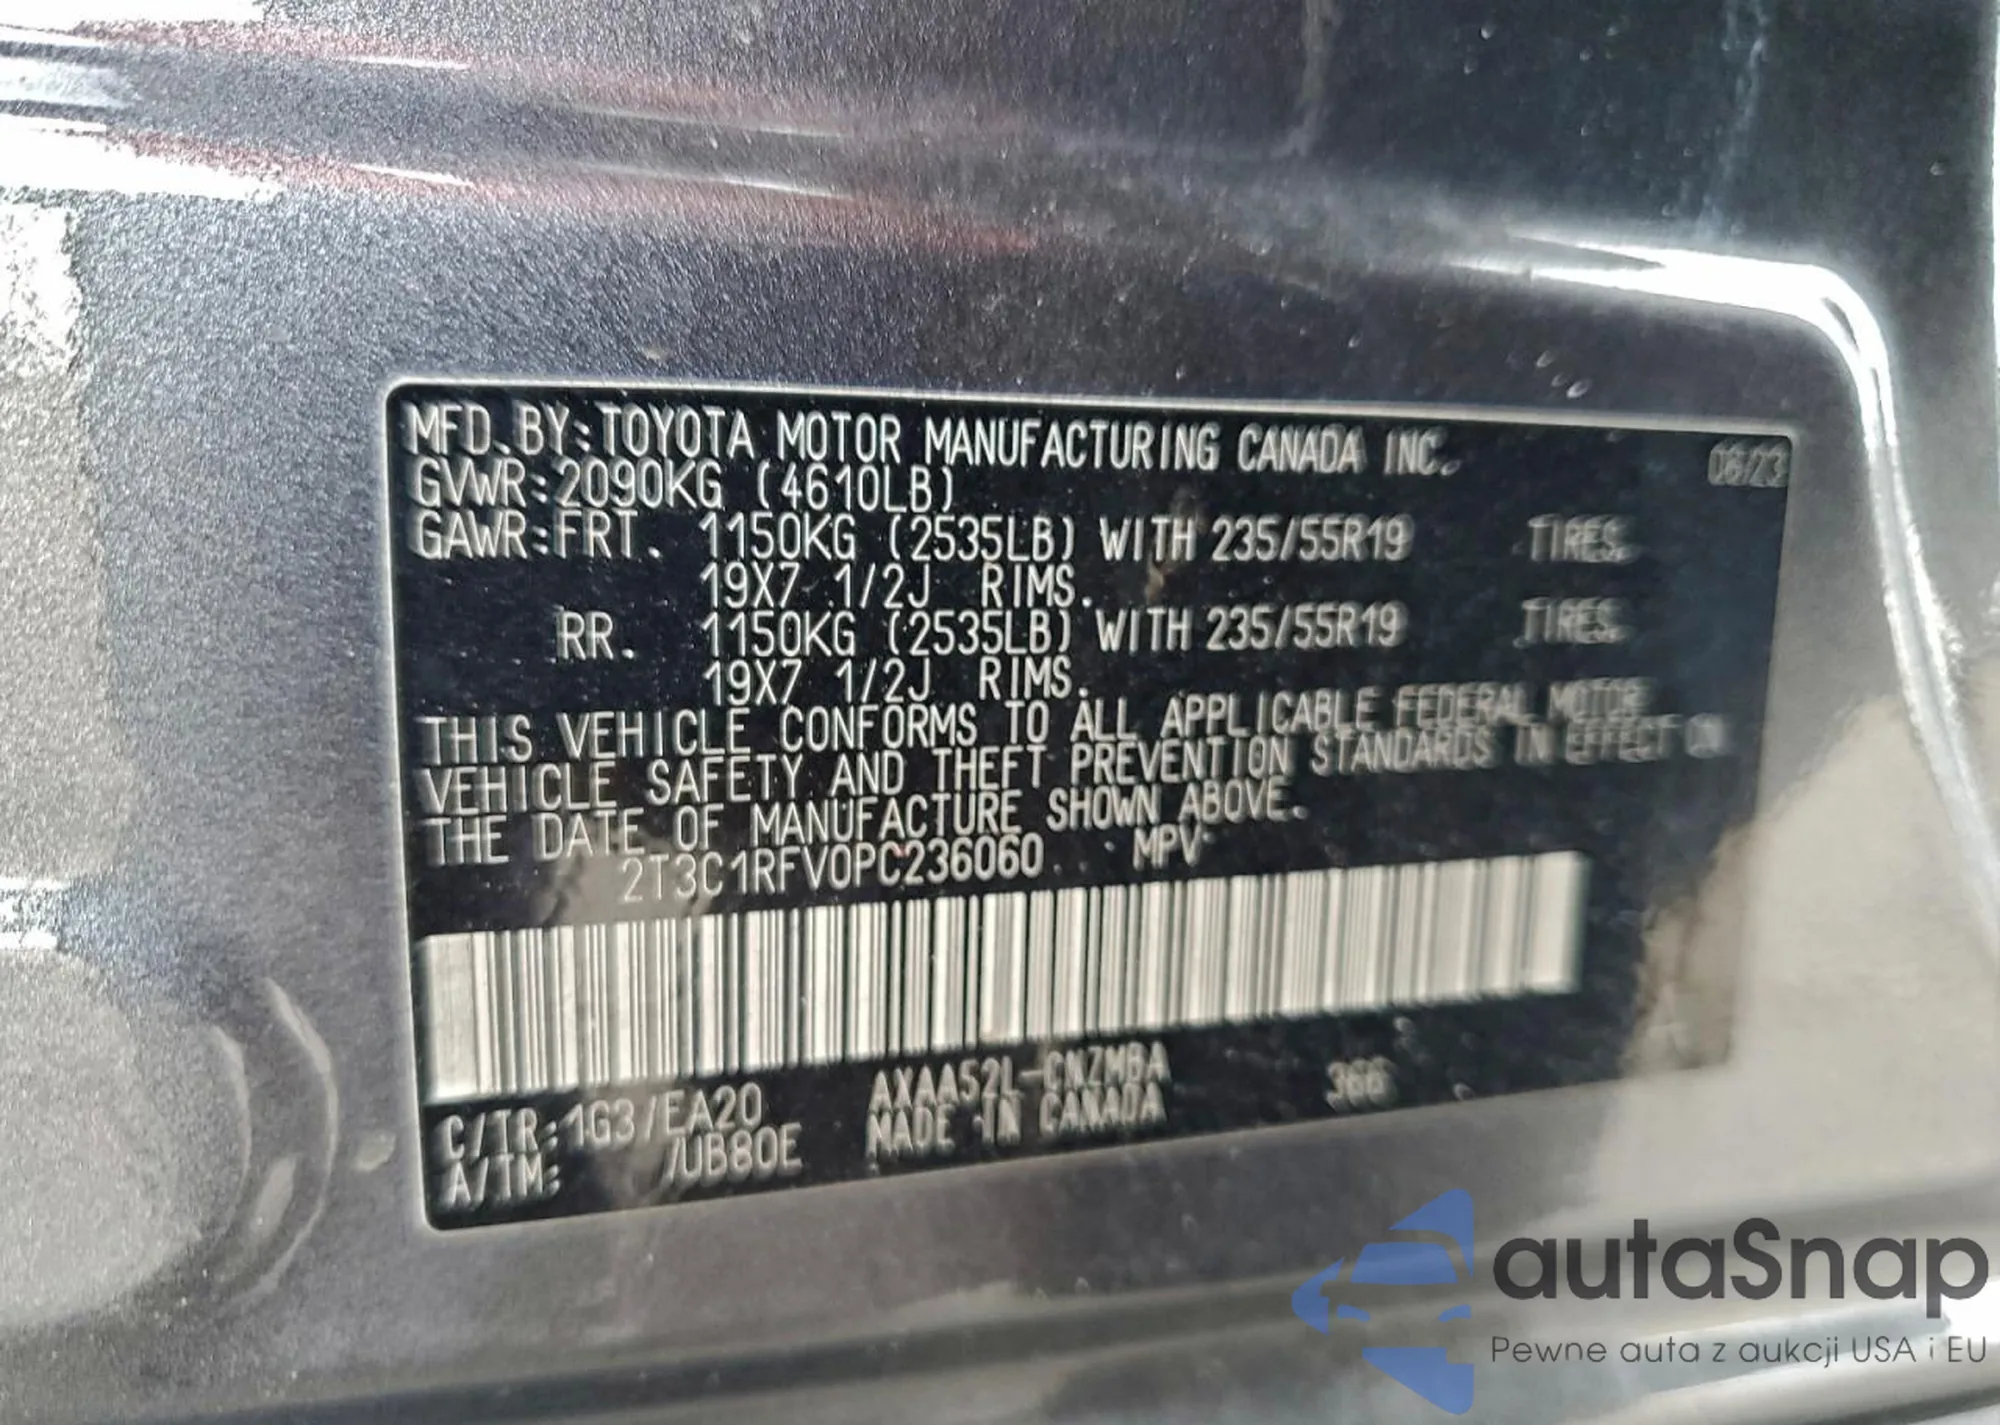 MFD. BY: TOYOTA MOTOR MANUFACTURING CANADA INC. 08/23
GVWR: 2090KG (4610LB)
GAWR: FRT. 1150KG (2535LB) WITH 235/55R19 TIRES.
19X7 1/2J RIMS.
RR. 1150KG (2535LB) WITH 235/55R19 TIRES.
19X7 1/2J RIMS.
THIS VEHICLE CONFORMS TO ALL APPLICABLE FEDERAL MOTOR
VEHICLE SAFETY AND THEFT PREVENTION STANDARDS IN EFFECT ON
THE DATE OF MANUFACTURE SHOWN ABOVE.
2T3C1RFV0PC236060 MPV
C/TR: 1G3/EA20 AXAA52L-CNZMBA 366
A/TM: /UB80E MADE IN CANADA
autaSnap
Pewne auta z aukcji USA i EU